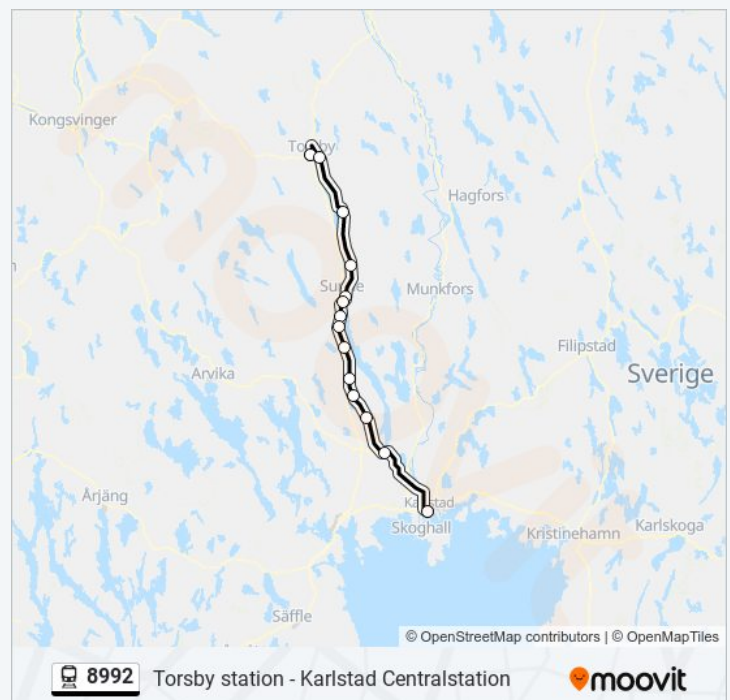 Kongsvinger
Torsby
Hagfors
Sunne
Munkfors
Filipstad
Sverige
Arvika
Årjäng
Karlstad
Skoghall
Kristinehamn
Karlskoga
Säffle
© OpenStreetMap contributors | © OpenMapTiles
8992
Torsby station - Karlstad Centralstation
moovit